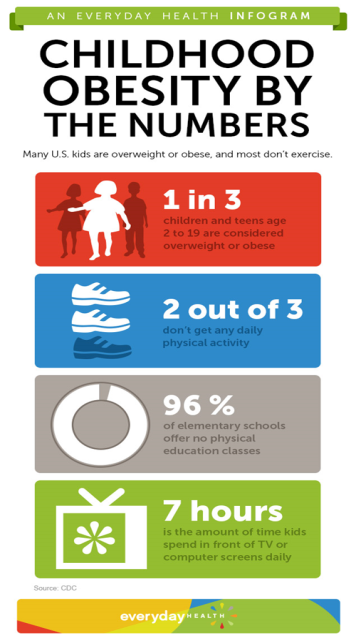 AN EVERYDAY HEALTH INFOGRAM
CHILDHOOD
OBESITY BY
THE NUMBERS
Many U.S. kids are overweight or obese, and most don't exercise.
1 in 3
children and teens age
2 to 19 are considered
overweight or obese
2 out of 3
don't get any daily
physical activity
96 %
of elementary schools
offer no physical
education classes
7 hours
is the amount of time kids
spend in front of TV or
computer screens daily
Source: CDC
everyday HEALTH